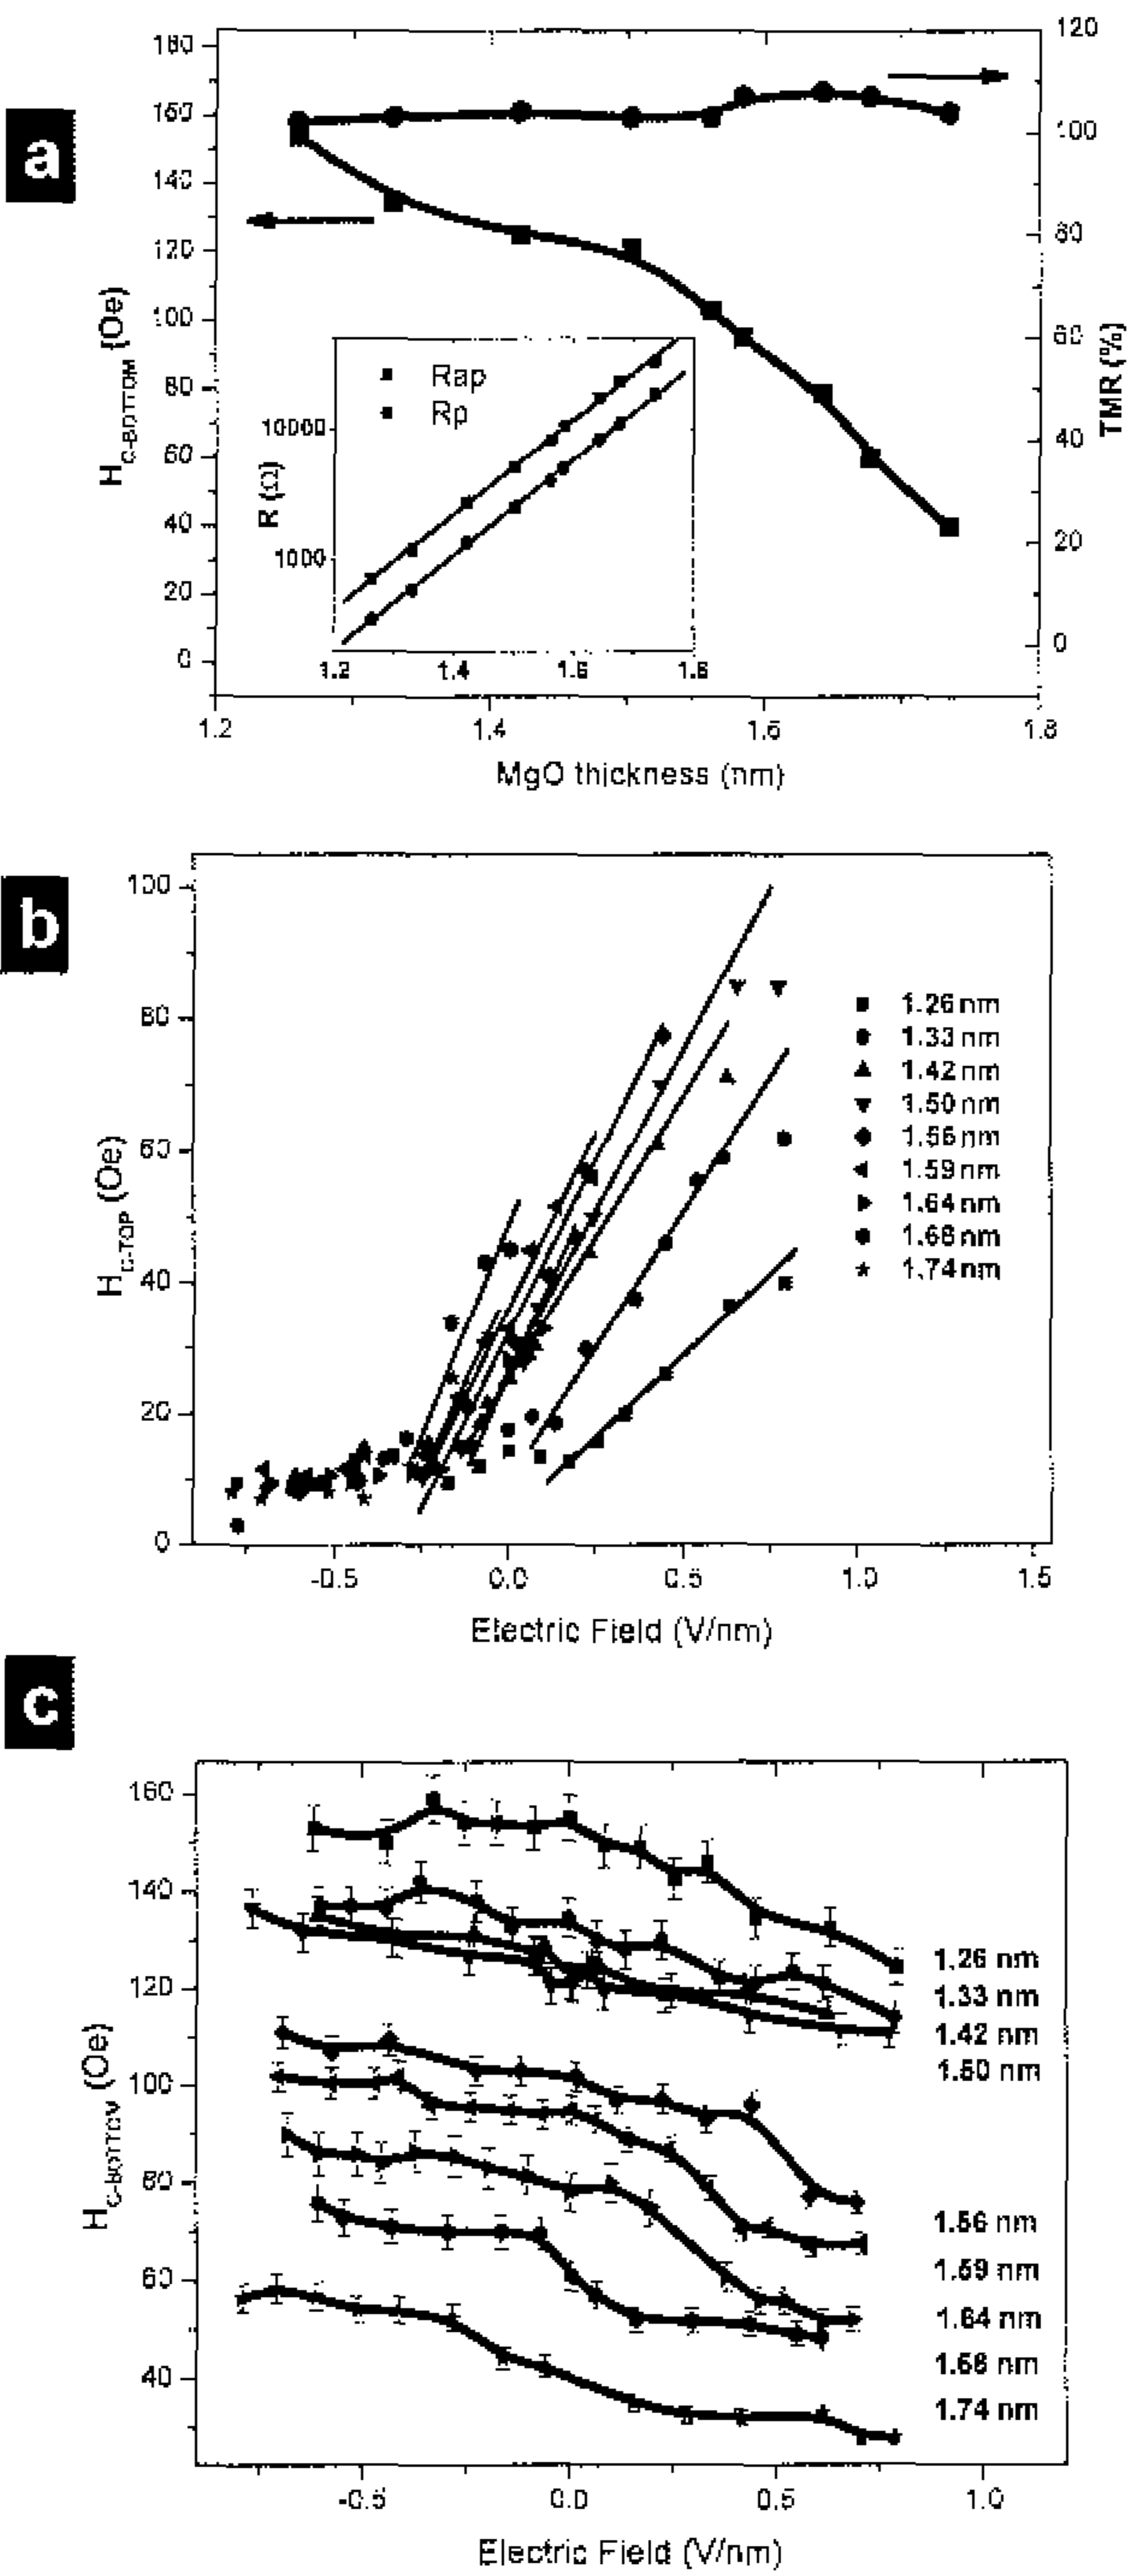 a
180
160
140
120
100
80
60
40
20
0
H C-BOTTOM (Oe)
120
100
80
60
40
20
0
TMR (%)
Rap
Rp
10000
1000
R (Ω)
1.2 1.4 1.6 1.8
1.2 1.4 1.6 1.8
MgO thickness (nm)
b
100
80
60
40
20
0
H C-TOP (Oe)
1.26 nm
1.33 nm
1.42 nm
1.50 nm
1.56 nm
1.59 nm
1.64 nm
1.68 nm
1.74 nm
-0.5 0.0 0.5 1.0 1.5
Electric Field (V/nm)
c
160
140
120
100
80
60
40
H C-BOTTOM (Oe)
1.26 nm
1.33 nm
1.42 nm
1.50 nm
1.56 nm
1.59 nm
1.64 nm
1.68 nm
1.74 nm
-0.5 0.0 0.5 1.0
Electric Field (V/nm)